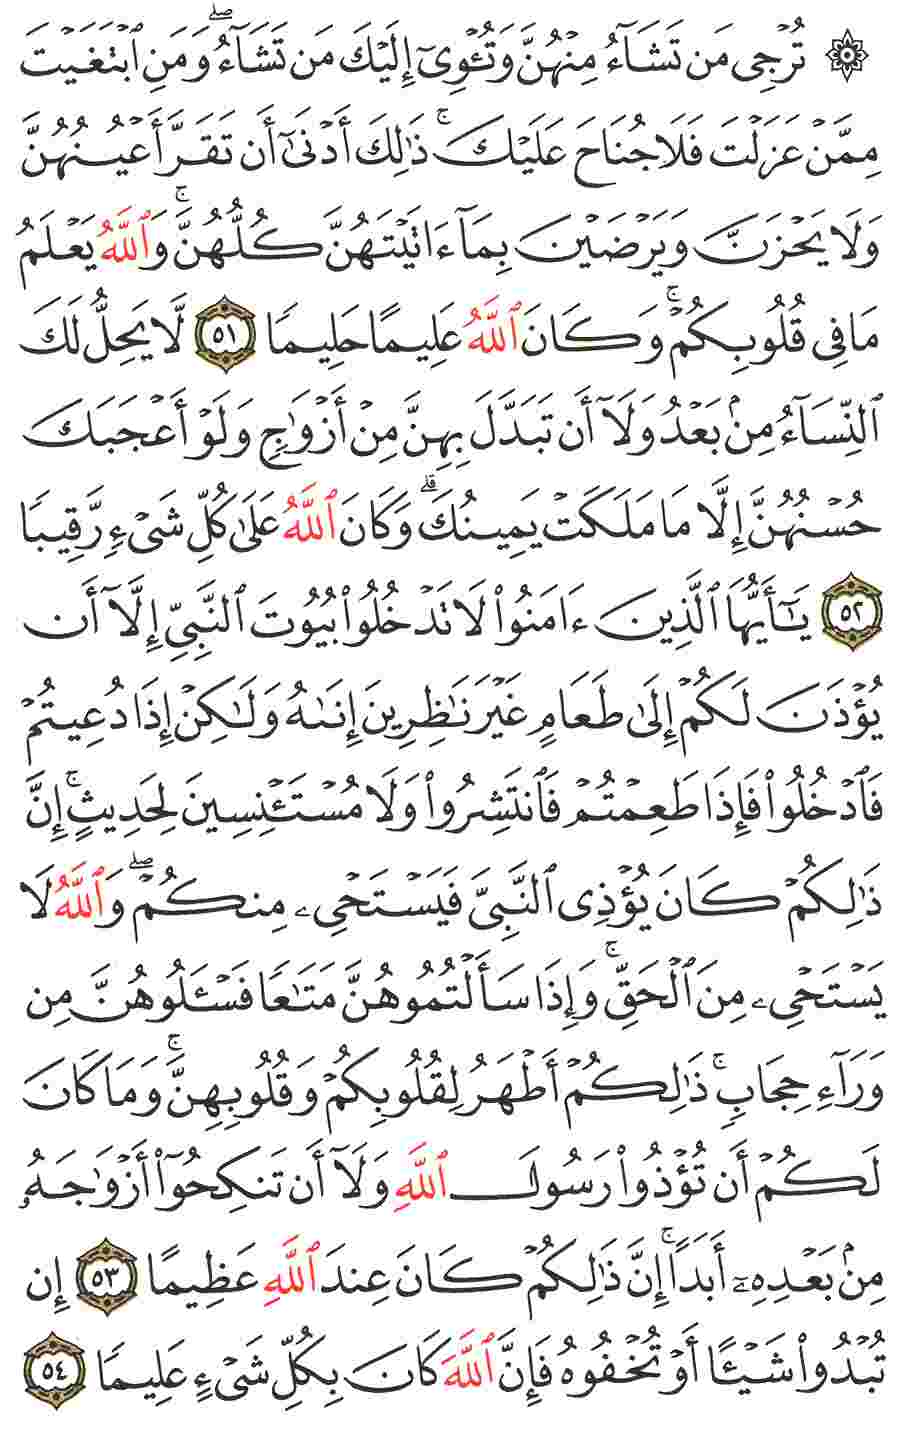 ۞ تُرْجِى مَن تَشَآءُ مِنْهُنَّ وَتُـْٔوِىٓ إِلَيْكَ مَن تَشَآءُ ۖ وَمَنِ ٱبْتَغَيْتَ
مِمَّنْ عَزَلْتَ فَلَا جُنَاحَ عَلَيْكَ ۚ ذَٰلِكَ أَدْنَىٰٓ أَن تَقَرَّ أَعْيُنُهُنَّ
وَلَا يَحْزَنَّ وَيَرْضَيْنَ بِمَآ ءَاتَيْتَهُنَّ كُلُّهُنَّ ۚ وَٱللَّهُ يَعْلَمُ
مَا فِى قُلُوبِكُمْ ۚ وَكَانَ ٱللَّهُ عَلِيمًا حَلِيمًا ٥١ لَّا يَحِلُّ لَكَ
ٱلنِّسَآءُ مِنۢ بَعْدُ وَلَآ أَن تَبَدَّلَ بِهِنَّ مِنْ أَزْوَٰجٍ وَلَوْ أَعْجَبَكَ
حُسْنُهُنَّ إِلَّا مَا مَلَكَتْ يَمِينُكَ ۗ وَكَانَ ٱللَّهُ عَلَىٰ كُلِّ شَىْءٍ رَّقِيبًا
٥٢ يَـٰٓأَيُّهَا ٱلَّذِينَ ءَامَنُوا۟ لَا تَدْخُلُوا۟ بُيُوتَ ٱلنَّبِىِّ إِلَّآ أَن
يُؤْذَنَ لَكُمْ إِلَىٰ طَعَامٍ غَيْرَ نَـٰظِرِينَ إِنَىٰهُ وَلَـٰكِنْ إِذَا دُعِيتُمْ
فَٱدْخُلُوا۟ فَإِذَا طَعِمْتُمْ فَٱنتَشِرُوا۟ وَلَا مُسْتَـْٔنِسِينَ لِحَدِيثٍ ۚ إِنَّ
ذَٰلِكُمْ كَانَ يُؤْذِى ٱلنَّبِىَّ فَيَسْتَحْىِۦ مِنكُمْ ۖ وَٱللَّهُ لَا
يَسْتَحْىِۦ مِنَ ٱلْحَقِّ ۚ وَإِذَا سَأَلْتُمُوهُنَّ مَتَـٰعًا فَسْـَٔلُوهُنَّ مِن
وَرَآءِ حِجَابٍ ۚ ذَٰلِكُمْ أَطْهَرُ لِقُلُوبِكُمْ وَقُلُوبِهِنَّ ۚ وَمَا كَانَ
لَكُمْ أَن تُؤْذُوا۟ رَسُولَ ٱللَّهِ وَلَآ أَن تَنكِحُوٓا۟ أَزْوَٰجَهُۥ
مِنۢ بَعْدِهِۦٓ أَبَدًا ۚ إِنَّ ذَٰلِكُمْ كَانَ عِندَ ٱللَّهِ عَظِيمًا ٥٣ إِن
تُبْدُوا۟ شَيْـًٔا أَوْ تُخْفُوهُ فَإِنَّ ٱللَّهَ كَانَ بِكُلِّ شَىْءٍ عَلِيمًا ٥٤